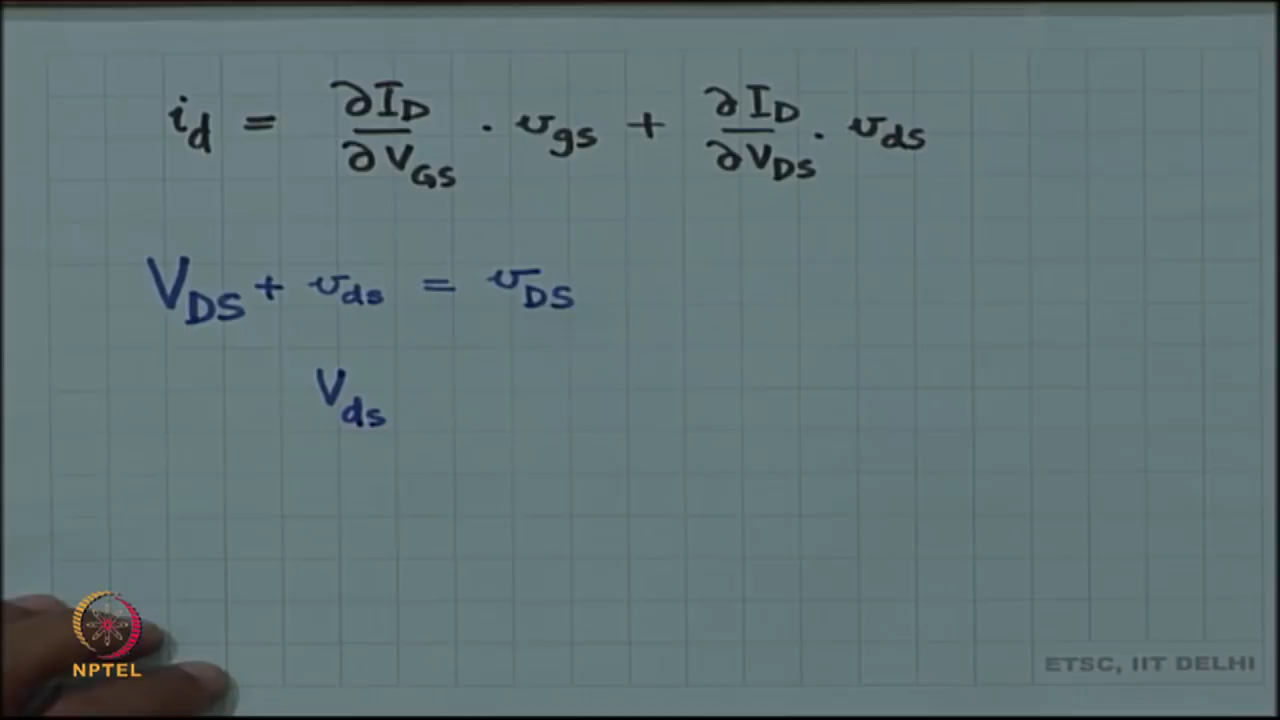 i_d = ∂I_D/∂V_GS · v_gs + ∂I_D/∂V_DS · v_ds
V_DS + v_ds = v_DS
V_ds
NPTEL
ETSC, IIT DELHI